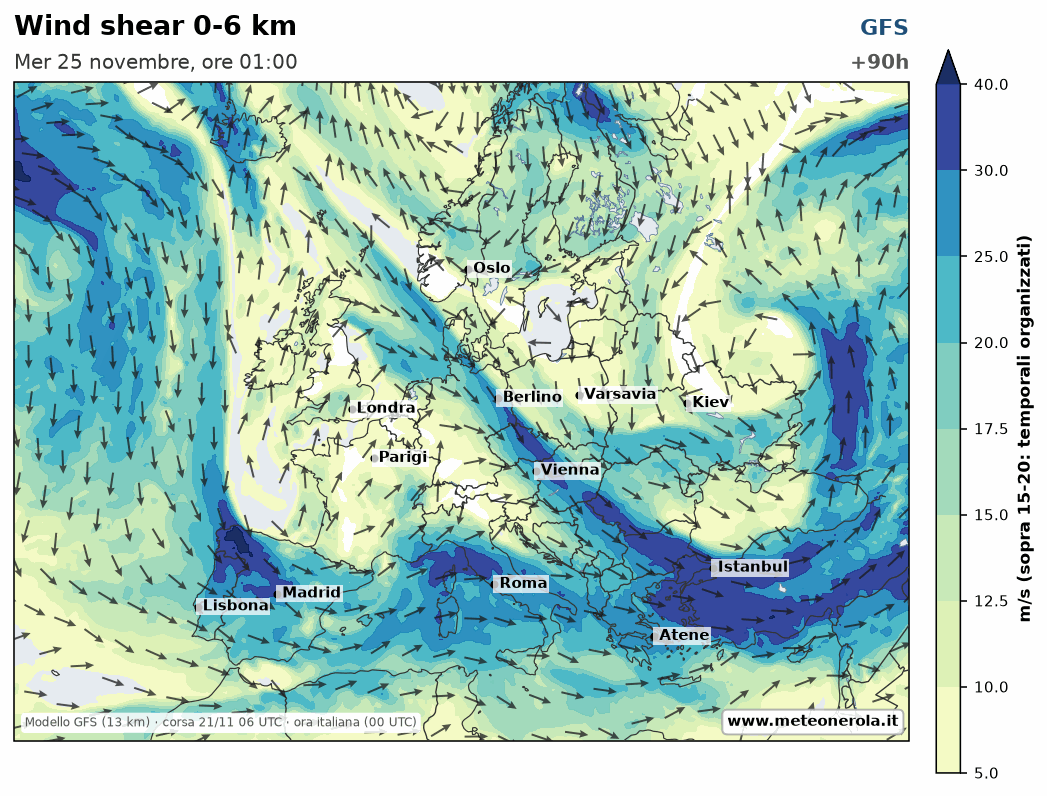 Wind shear 0-6 km
GFS
Mer 25 novembre, ore 01:00
+90h
Oslo
Berlino
Varsavia
Kiev
Londra
Parigi
Vienna
Istanbul
Roma
Madrid
Lisbona
Atene
Modello GFS (13 km) · corsa 21/11 06 UTC · ora italiana (00 UTC)
www.meteonerola.it
40.0
30.0
25.0
20.0
17.5
15.0
12.5
10.0
5.0
m/s (sopra 15-20: temporali organizzati)